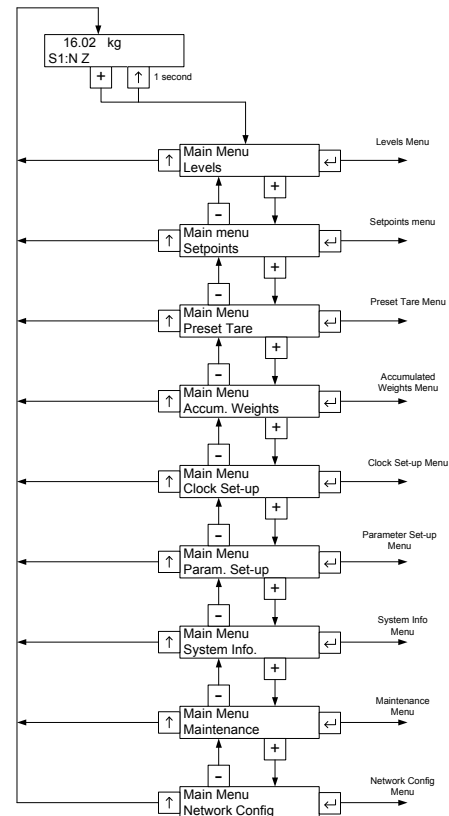 16.02 kg
S1:N Z
+ ↑ 1 second
Main Menu
Levels
↑ ↵
Levels Menu
+
-
Main menu
Setpoints
↑ ↵
Setpoints menu
+
-
Main Menu
Preset Tare
↑ ↵
Preset Tare Menu
+
-
Main Menu
Accum. Weights
↑ ↵
Accumulated
Weights Menu
+
-
Main Menu
Clock Set-up
↑ ↵
Clock Set-up Menu
+
-
Main Menu
Param. Set-up
↑ ↵
Parameter Set-up
Menu
+
-
Main Menu
System Info.
↑ ↵
System Info
Menu
+
-
Main Menu
Maintenance
↑ ↵
Maintenance
Menu
+
-
Main Menu
Network Config
↑ ↵
Network Config
Menu